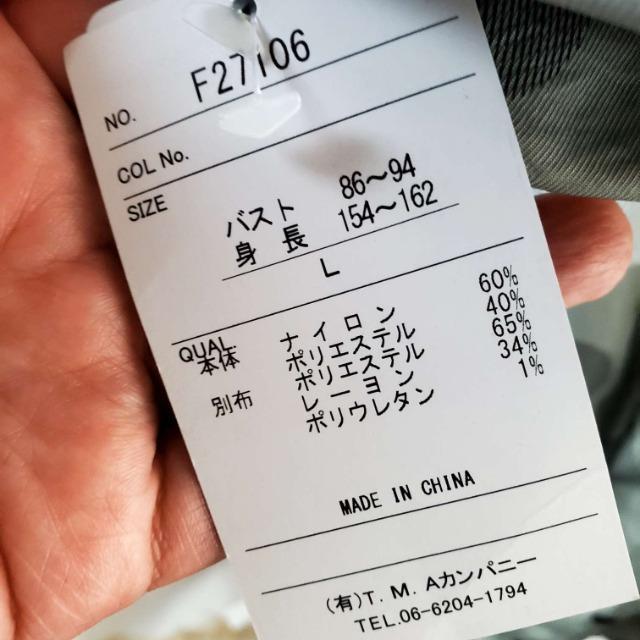 NO. F27106
COL No.
SIZE
バスト 86～94
身長 154～162
L
QUAL
本体 ナイロン 60%
ポリエステル 40%
別布 ポリエステル 65%
レーヨン 34%
ポリウレタン 1%
MADE IN CHINA
(有)T.M.Aカンパニー
TEL.06-6204-1794